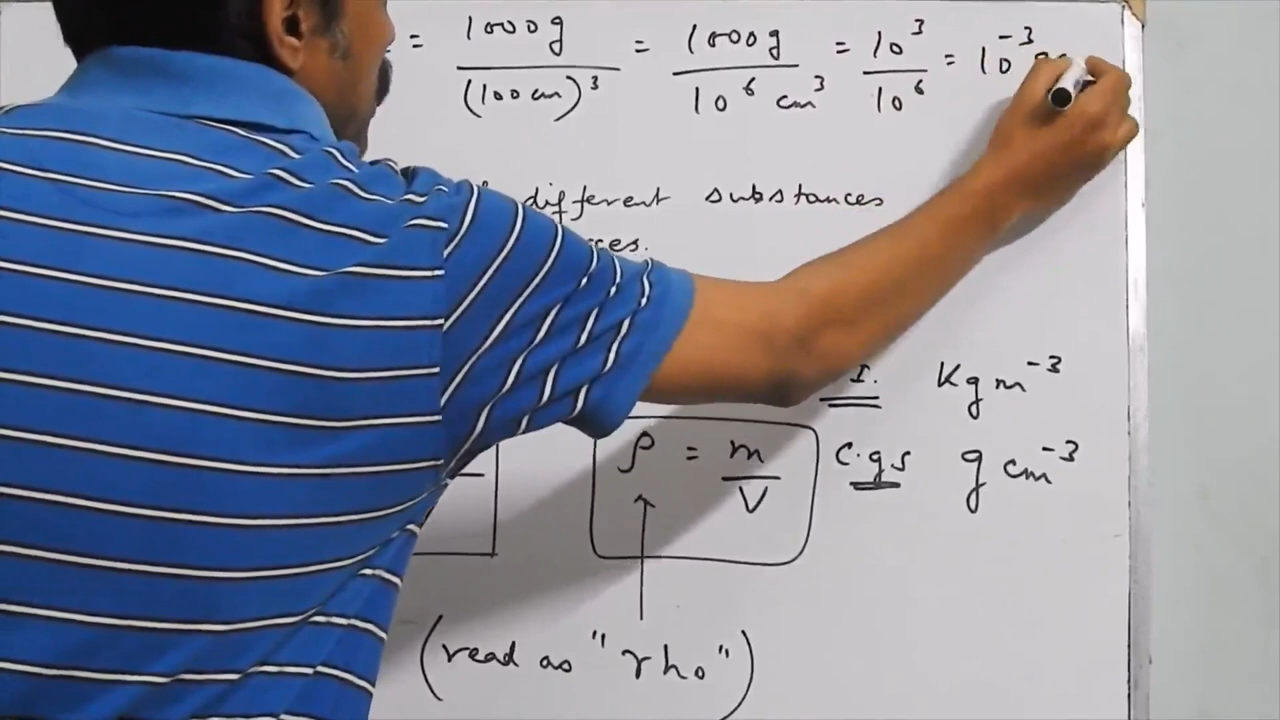 = 1000g / (100 cm)³ = 1000g / 10⁶ cm³ = 10³ / 10⁶ = 10⁻³
different substances
I. Kg m⁻³
ρ = m / V C.g.s g cm⁻³
(read as "rho")